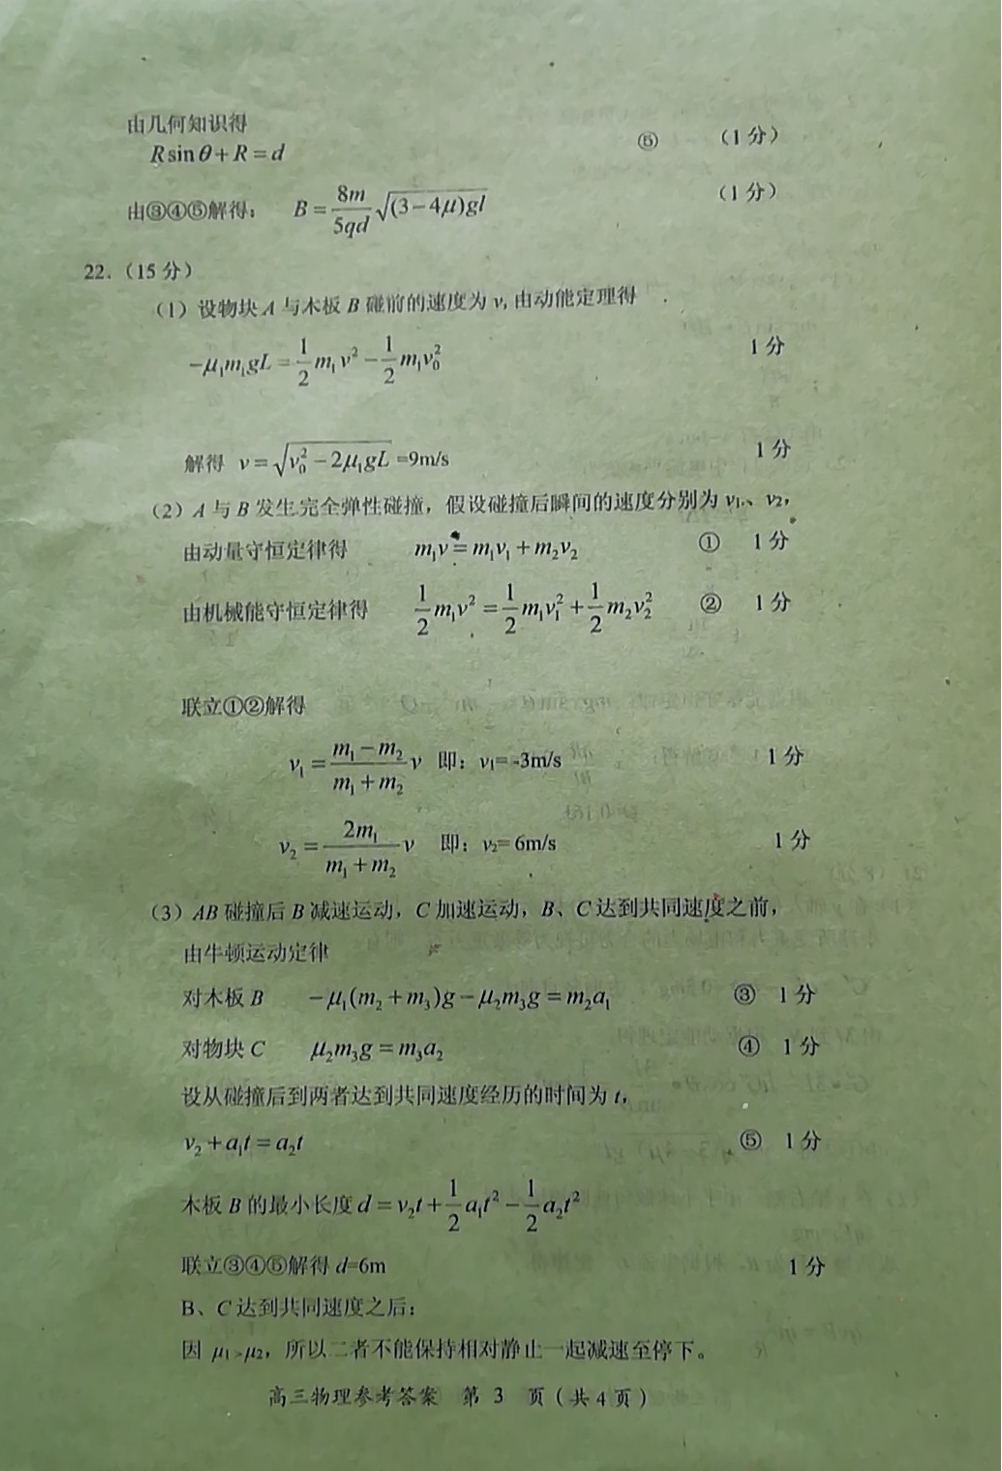 由几何知识得
Rsinθ+R=d ⑤ (1分)
由③④⑤解得: B=8m/5qd √(3-4μ)gl (1分)
22.(15分)
(1)设物块A与木板B碰前的速度为v,由动能定理得
-μ₁m₁gL=1/2 m₁v²-1/2 m₁v₀² 1分
解得 v=√v₀²-2μ₁gL=9m/s 1分
(2)A与B发生完全弹性碰撞,假设碰撞后瞬间的速度分别为v₁、v₂,
由动量守恒定律得 m₁v=m₁v₁+m₂v₂ ① 1分
由机械能守恒定律得 1/2 m₁v²=1/2 m₁v₁²+1/2 m₂v₂² ② 1分
联立①②解得
v₁=m₁-m₂/m₁+m₂ v 即: v₁=-3m/s 1分
v₂=2m₁/m₁+m₂ v 即: v₂=6m/s 1分
(3)AB碰撞后B减速运动,C加速运动,B、C达到共同速度之前,
由牛顿运动定律
对木板B -μ₁(m₂+m₃)g-μ₂m₃g=m₂a₁ ③ 1分
对物块C μ₂m₃g=m₃a₂ ④ 1分
设从碰撞后到两者达到共同速度经历的时间为t,
v₂+a₁t=a₂t ⑤ 1分
木板B的最小长度d=v₂t+1/2 a₁t²-1/2 a₂t²
联立③④⑤解得d=6m 1分
B、C达到共同速度之后:
因 μ₁>μ₂, 所以二者不能保持相对静止一起减速至停下。
高三物理参考答案 第 3 页(共4页)